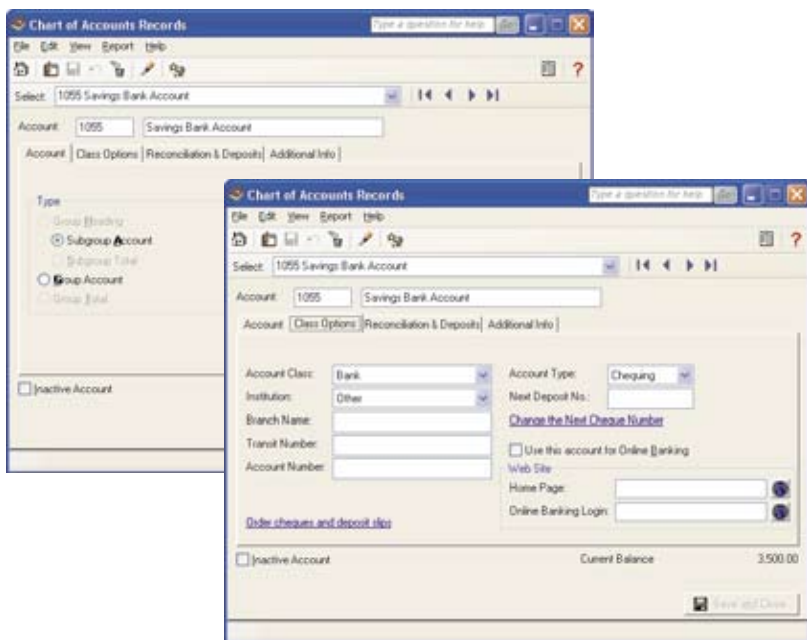 Chart of Accounts Records
Type a question for help
Go
File Edit View Report Help
?
Select: 1055 Savings Bank Account
Account: 1055 Savings Bank Account
Account Class Options Reconciliation & Deposits Additional Info
Type
Group Heading
Subgroup Account
Subgroup Total
Group Account
Group Total
Inactive Account
Chart of Accounts Records
Type a question for help
Go
File Edit View Report Help
?
Select: 1055 Savings Bank Account
Account: 1055 Savings Bank Account
Account Class Options Reconciliation & Deposits Additional Info
Account Class: Bank
Account Type: Chequing
Institution: Other
Next Deposit No.:
Branch Name:
Change the Next Cheque Number
Transit Number:
Use this account for Online Banking
Account Number:
Web Site
Home Page:
Online Banking Login:
Order cheques and deposit slips
Inactive Account
Current Balance 3,500.00
Save and Close